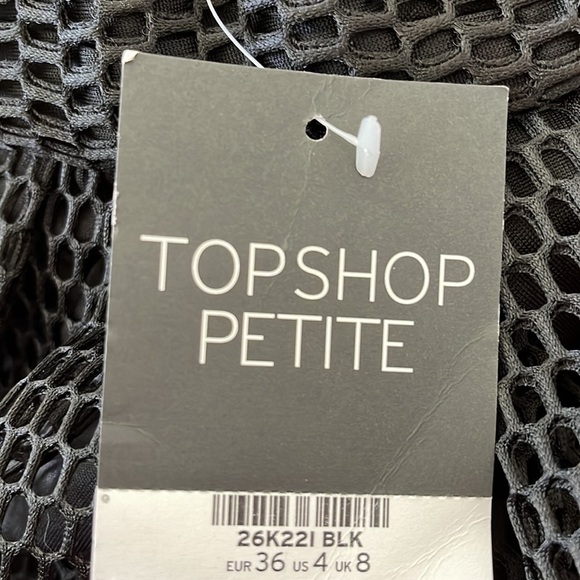 TOPSHOP
PETITE
26K22I BLK
EUR 36 US 4 UK 8